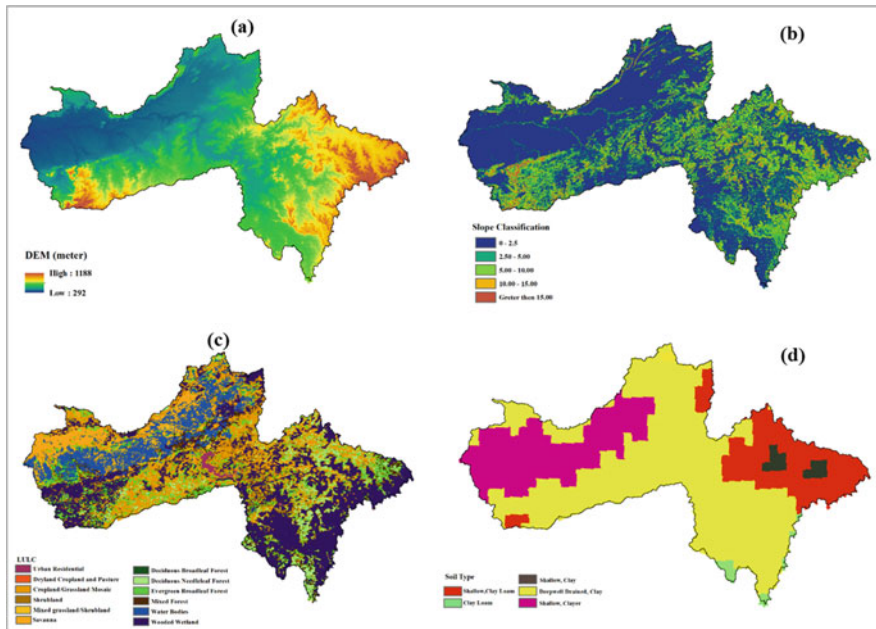 (a)
DEM (meter)
High : 1188
Low : 292
(b)
Slope Classification
0 - 2.5
2.50 - 5.00
5.00 - 10.00
10.00 - 15.00
Greter then 15.00
(c)
LULC
Urban Residential
Dryland Cropland and Pasture
Cropland/Grassland Mosaic
Shrubland
Mixed grassland/Shrubland
Savanna
Deciduous Broadleaf Forest
Deciduous Needleleaf Forest
Evergreen Broadleaf Forest
Mixed Forest
Water Bodies
Wooded Wetland
(d)
Soil Type
Shallow,Clay Loam
Clay Loam
Shallow, Clay
Deepwell Drained, Clay
Shallow, Clayor